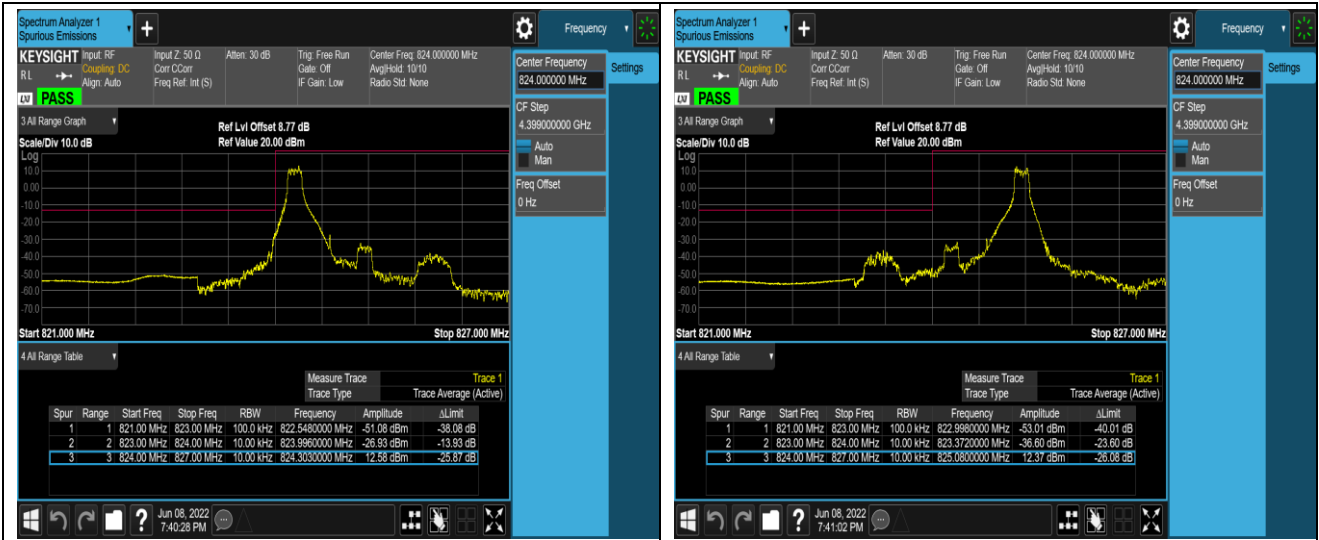 Spectrum Analyzer 1
Spurious Emissions
+
Frequency
KEYSIGHT Input: RF Input Z: 50 Ω Atten: 30 dB Trig: Free Run Center Freq: 824.000000 MHz
R L Coupling: DC Corr CCorr Gate: Off Avg|Hold: 10/10
Align: Auto Freq Ref: Int (S) IF Gain: Low Radio Std: None
LXI PASS
Center Frequency
824.000000 MHz
Settings
CF Step
4.399000000 GHz
Auto
Man
Freq Offset
0 Hz
3 All Range Graph
Ref Lvl Offset 8.77 dB
Scale/Div 10.0 dB Ref Value 20.00 dBm
Log
10.0
0.00
-10.0
-20.0
-30.0
-40.0
-50.0
-60.0
-70.0
Start 821.000 MHz Stop 827.000 MHz
4 All Range Table
Measure Trace Trace 1
Trace Type Trace Average (Active)
Spur Range Start Freq Stop Freq RBW Frequency Amplitude ΔLimit
1 1 821.00 MHz 823.00 MHz 100.0 kHz 822.5480000 MHz -51.08 dBm -38.08 dB
2 2 823.00 MHz 824.00 MHz 10.00 kHz 823.9960000 MHz -26.93 dBm -13.93 dB
3 3 824.00 MHz 827.00 MHz 10.00 kHz 824.3030000 MHz 12.58 dBm -25.87 dB
?
Jun 08, 2022
7:40:28 PM
Spectrum Analyzer 1
Spurious Emissions
+
Frequency
KEYSIGHT Input: RF Input Z: 50 Ω Atten: 30 dB Trig: Free Run Center Freq: 824.000000 MHz
R L Coupling: DC Corr CCorr Gate: Off Avg|Hold: 10/10
Align: Auto Freq Ref: Int (S) IF Gain: Low Radio Std: None
LXI PASS
Center Frequency
824.000000 MHz
Settings
CF Step
4.399000000 GHz
Auto
Man
Freq Offset
0 Hz
3 All Range Graph
Ref Lvl Offset 8.77 dB
Scale/Div 10.0 dB Ref Value 20.00 dBm
Log
10.0
0.00
-10.0
-20.0
-30.0
-40.0
-50.0
-60.0
-70.0
Start 821.000 MHz Stop 827.000 MHz
4 All Range Table
Measure Trace Trace 1
Trace Type Trace Average (Active)
Spur Range Start Freq Stop Freq RBW Frequency Amplitude ΔLimit
1 1 821.00 MHz 823.00 MHz 100.0 kHz 822.9980000 MHz -53.01 dBm -40.01 dB
2 2 823.00 MHz 824.00 MHz 10.00 kHz 823.3720000 MHz -36.60 dBm -23.60 dB
3 3 824.00 MHz 827.00 MHz 10.00 kHz 825.0800000 MHz 12.37 dBm -26.08 dB
?
Jun 08, 2022
7:41:02 PM